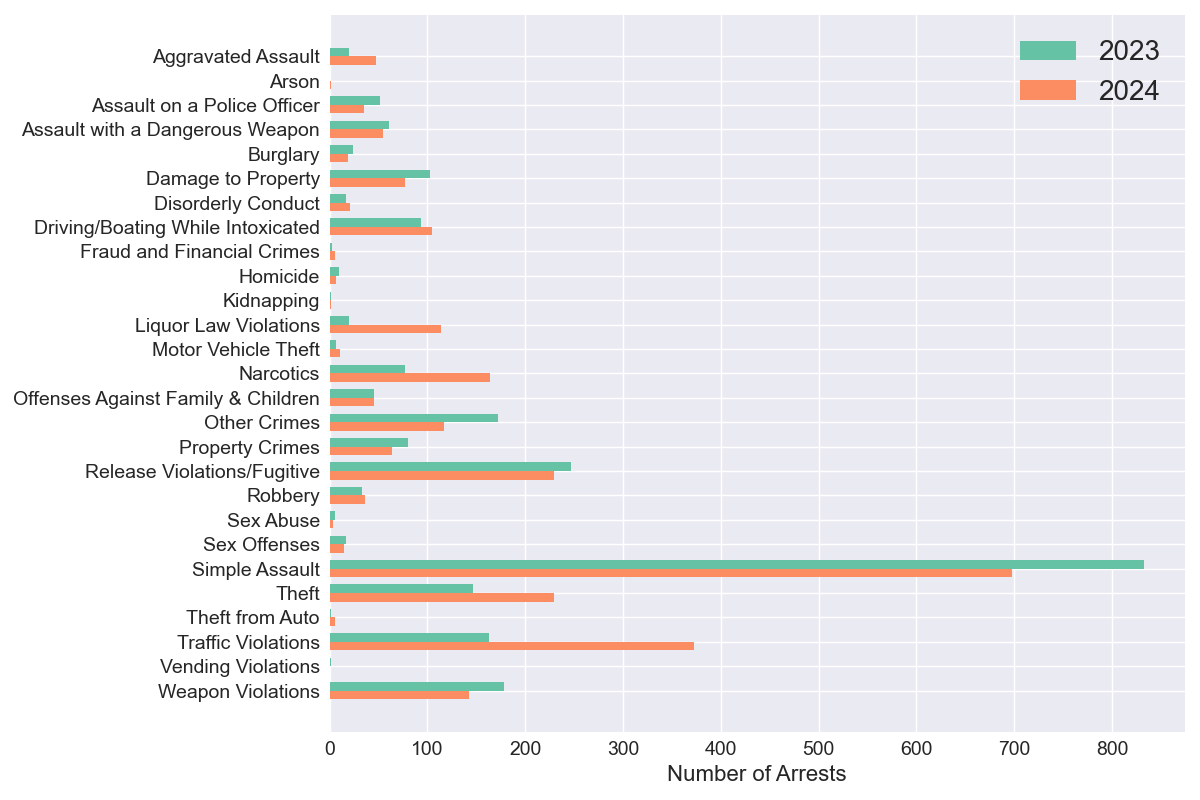 2023
2024
Aggravated Assault
Arson
Assault on a Police Officer
Assault with a Dangerous Weapon
Burglary
Damage to Property
Disorderly Conduct
Driving/Boating While Intoxicated
Fraud and Financial Crimes
Homicide
Kidnapping
Liquor Law Violations
Motor Vehicle Theft
Narcotics
Offenses Against Family & Children
Other Crimes
Property Crimes
Release Violations/Fugitive
Robbery
Sex Abuse
Sex Offenses
Simple Assault
Theft
Theft from Auto
Traffic Violations
Vending Violations
Weapon Violations
0 100 200 300 400 500 600 700 800
Number of Arrests